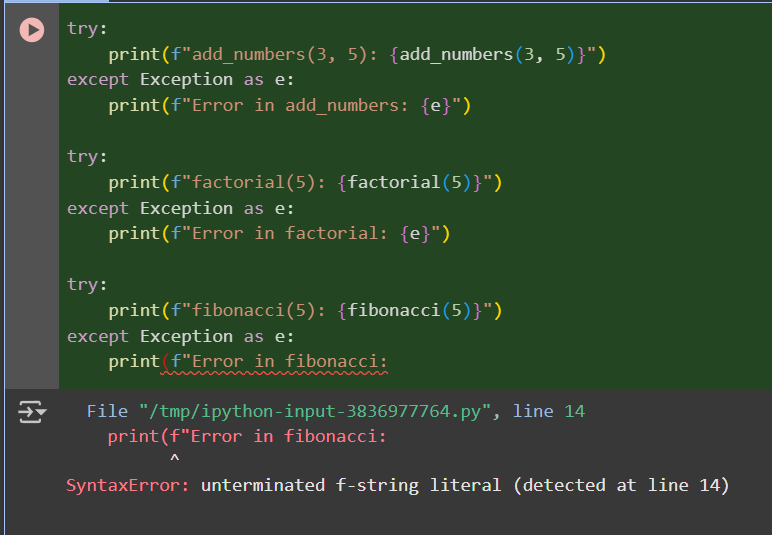 try:
    print(f"add_numbers(3, 5): {add_numbers(3, 5)}")
except Exception as e:
    print(f"Error in add_numbers: {e}")

try:
    print(f"factorial(5): {factorial(5)}")
except Exception as e:
    print(f"Error in factorial: {e}")

try:
    print(f"fibonacci(5): {fibonacci(5)}")
except Exception as e:
    print(f"Error in fibonacci:
  File "/tmp/ipython-input-3836977764.py", line 14
    print(f"Error in fibonacci:
          ^
SyntaxError: unterminated f-string literal (detected at line 14)